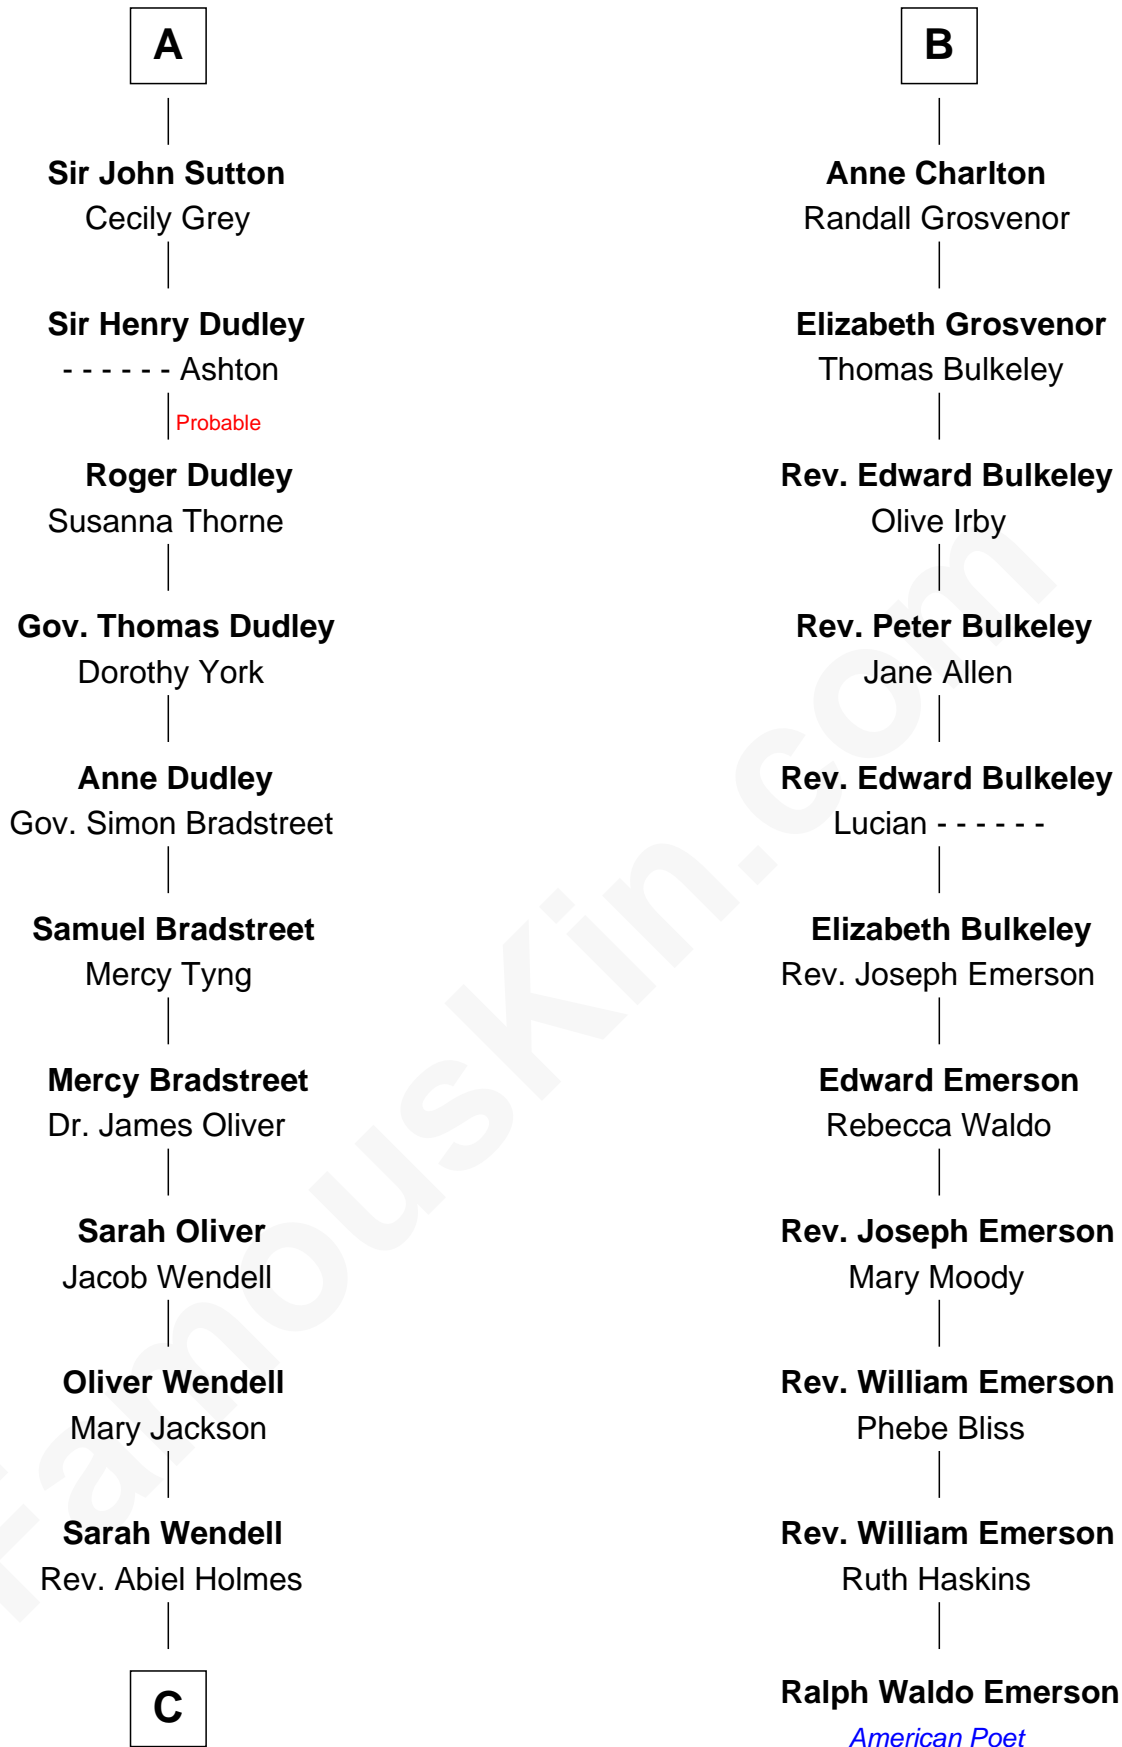 A
Sir John Sutton
Cecily Grey
Sir Henry Dudley
- - - - - - Ashton
Probable
Roger Dudley
Susanna Thorne
Gov. Thomas Dudley
Dorothy York
Anne Dudley
Gov. Simon Bradstreet
Samuel Bradstreet
Mercy Tyng
Mercy Bradstreet
Dr. James Oliver
Sarah Oliver
Jacob Wendell
Oliver Wendell
Mary Jackson
Sarah Wendell
Rev. Abiel Holmes
C
B
Anne Charlton
Randall Grosvenor
Elizabeth Grosvenor
Thomas Bulkeley
Rev. Edward Bulkeley
Olive Irby
Rev. Peter Bulkeley
Jane Allen
Rev. Edward Bulkeley
Lucian - - - - - -
Elizabeth Bulkeley
Rev. Joseph Emerson
Edward Emerson
Rebecca Waldo
Rev. Joseph Emerson
Mary Moody
Rev. William Emerson
Phebe Bliss
Rev. William Emerson
Ruth Haskins
Ralph Waldo Emerson
American Poet
FamousKin.com